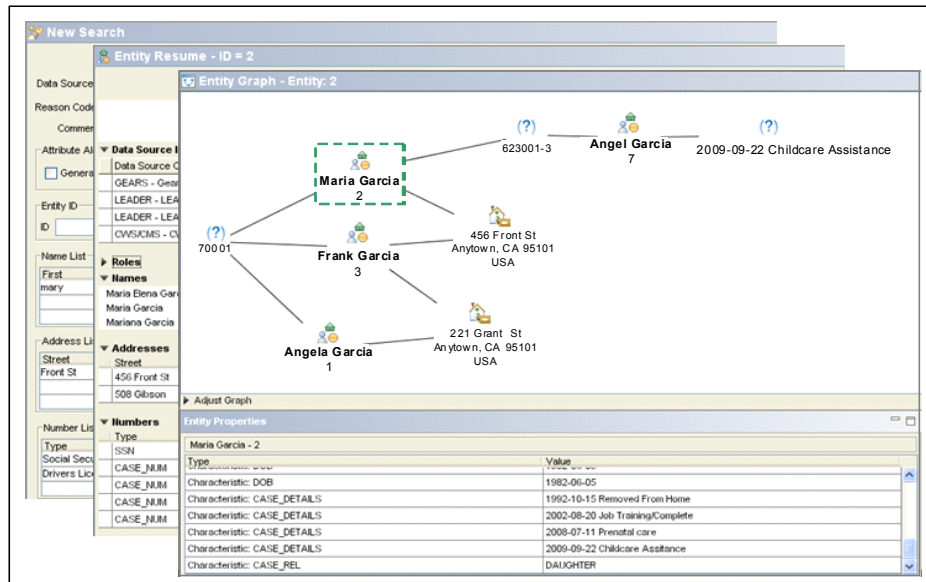 New Search
Data Source
Reason Code
Commer
Attribute Al
Genera
Entity ID
ID
Name List
First
mary
Address Li
Street
Front St
Number Lis
Type
Social Secu
Drivers Lice
Entity Resume - ID = 2
Data Source I
Data Source C
GEARS - Gear
LEADER - LEA
LEADER - LEA
CWS/CMS - CV
Roles
Names
Maria Elena Garc
Maria Garcia
Mariana Garcia
Addresses
Street
456 Front St
508 Gibson
Numbers
Type
SSN
CASE_NUM
CASE_NUM
CASE_NUM
CASE_NUM
Entity Graph - Entity: 2
(?)
623001-3
Angel Garcia
7
(?)
2009-09-22 Childcare Assistance
Maria Garcia
2
(?)
70001
Frank Garcia
3
456 Front St
Anytown, CA 95101
USA
Angela Garcia
1
221 Grant St
Anytown, CA 95101
USA
Adjust Graph
Entity Properties
Maria Garcia - 2
Type Value
Characteristic: DOB 1982-06-05
Characteristic: CASE_DETAILS 1992-10-15 Removed From Home
Characteristic: CASE_DETAILS 2002-08-20 Job Training/Complete
Characteristic: CASE_DETAILS 2008-07-11 Prenatal care
Characteristic: CASE_DETAILS 2009-09-22 Childcare Assitance
Characteristic: CASE_REL DAUGHTER